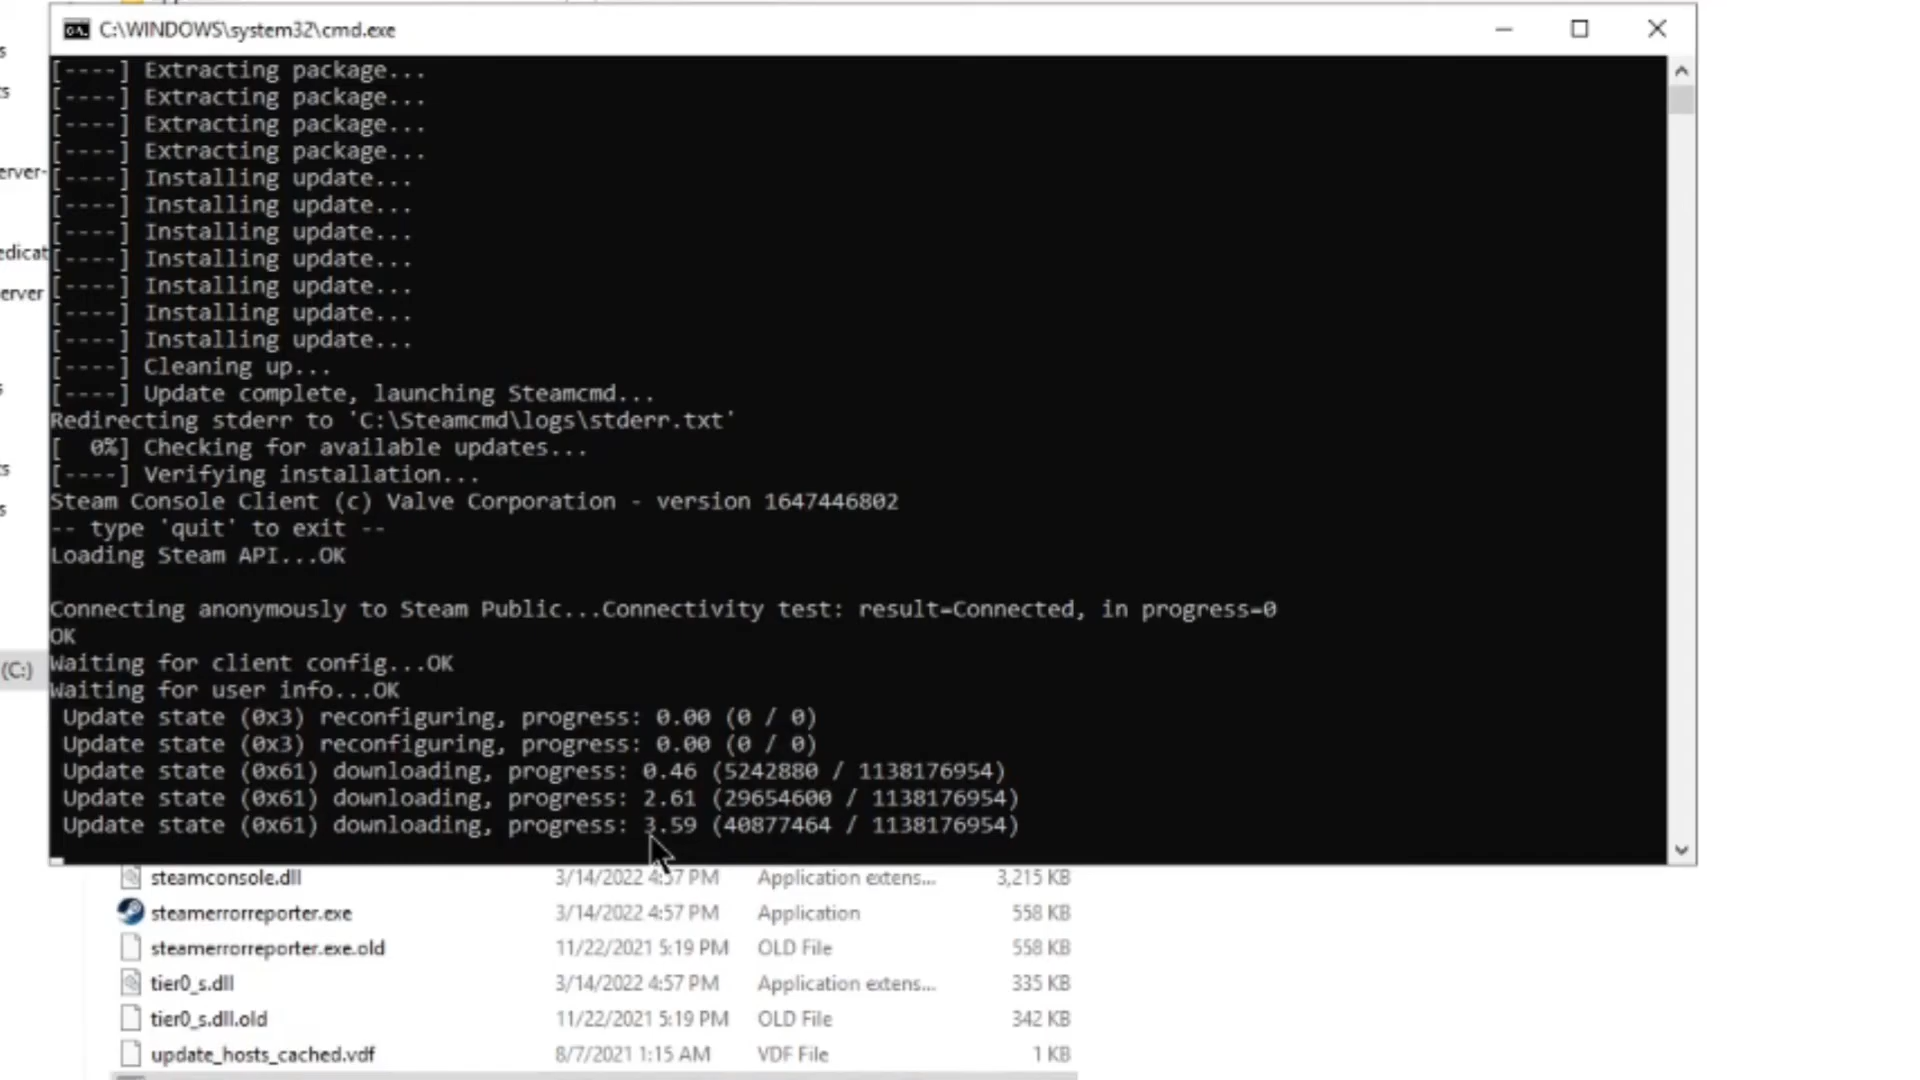 C:\WINDOWS\system32\cmd.exe
[----] Extracting package...
[----] Extracting package...
[----] Extracting package...
[----] Extracting package...
[----] Installing update...
[----] Installing update...
[----] Installing update...
[----] Installing update...
[----] Installing update...
[----] Installing update...
[----] Installing update...
[----] Cleaning up...
[----] Update complete, launching Steamcmd...
Redirecting stderr to 'C:\Steamcmd\logs\stderr.txt'
[  0%] Checking for available updates...
[----] Verifying installation...
Steam Console Client (c) Valve Corporation - version 1647446802
-- type 'quit' to exit --
Loading Steam API...OK
Connecting anonymously to Steam Public...Connectivity test: result=Connected, in progress=0
OK
Waiting for client config...OK
Waiting for user info...OK
Update state (0x3) reconfiguring, progress: 0.00 (0 / 0)
Update state (0x3) reconfiguring, progress: 0.00 (0 / 0)
Update state (0x61) downloading, progress: 0.46 (5242880 / 1138176954)
Update state (0x61) downloading, progress: 2.61 (29654600 / 1138176954)
Update state (0x61) downloading, progress: 3.59 (40877464 / 1138176954)
erver-
edicat
erver
(C:)
steamconsole.dll 3/14/2022 4:57 PM Application extens... 3,215 KB
steamerrorreporter.exe 3/14/2022 4:57 PM Application 558 KB
steamerrorreporter.exe.old 11/22/2021 5:19 PM OLD File 558 KB
tier0_s.dll 3/14/2022 4:57 PM Application extens... 335 KB
tier0_s.dll.old 11/22/2021 5:19 PM OLD File 342 KB
update_hosts_cached.vdf 8/7/2021 1:15 AM VDF File 1 KB